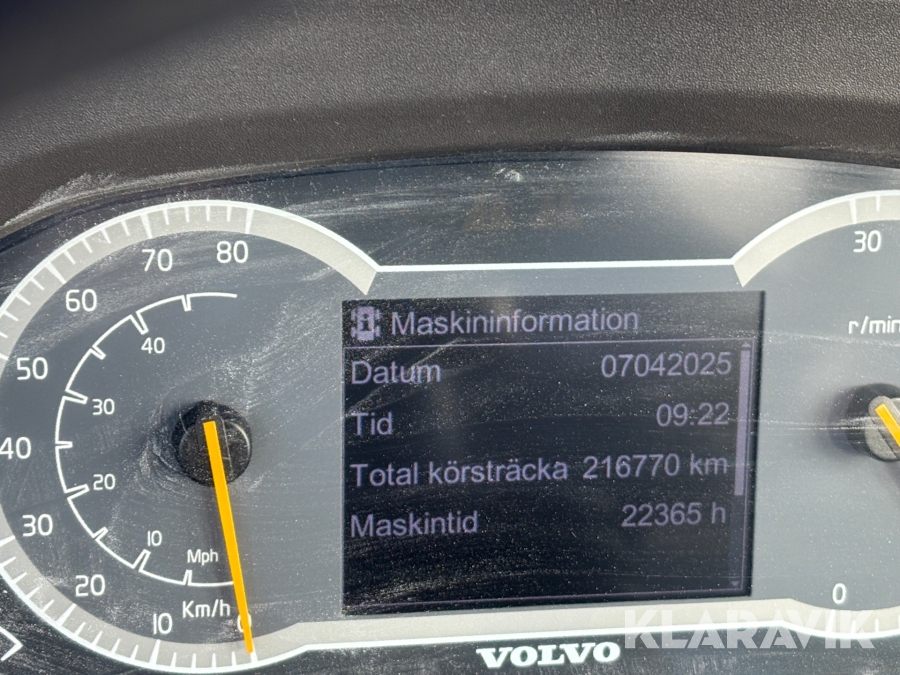 Maskininformation
Datum 07042025
Tid 09:22
Total körsträcka 216770 km
Maskintid 22365 h
80
70
60
50
40
30
20
10
0
40
30
20
10
Mph
Km/h
30
r/min
0
VOLVO
KLARAVIK